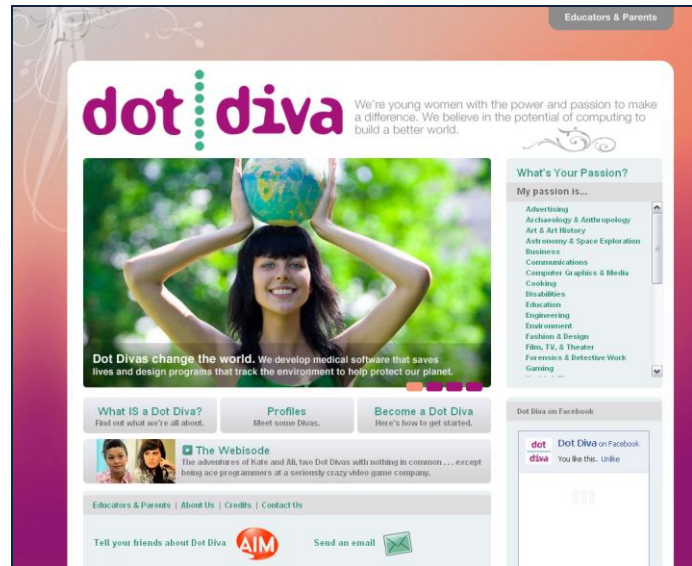 Educators & Parents
dot diva
We're young women with the power and passion to make
a difference. We believe in the potential of computing to
build a better world.
Dot Divas change the world. We develop medical software that saves
lives and design programs that track the environment to help protect our planet.
What's Your Passion?
My passion is...
Advertising
Archaeology & Anthropology
Art & Art History
Astronomy & Space Exploration
Business
Communications
Computer Graphics & Media
Cooking
Disabilities
Education
Engineering
Environment
Fashion & Design
Film, TV, & Theater
Forensics & Detective Work
Gaming
What IS a Dot Diva?
Find out what we're all about.
Profiles
Meet some Divas.
Become a Dot Diva
Here's how to get started.
The Webisode
The adventures of Kate and Ali, two Dot Divas with nothing in common . . . except
being ace programmers at a seriously crazy video game company.
Educators & Parents | About Us | Credits | Contact Us
Tell your friends about Dot Diva
AIM
Send an email
Dot Diva on Facebook
dot
diva
Dot Diva on Facebook
You like this. Unlike